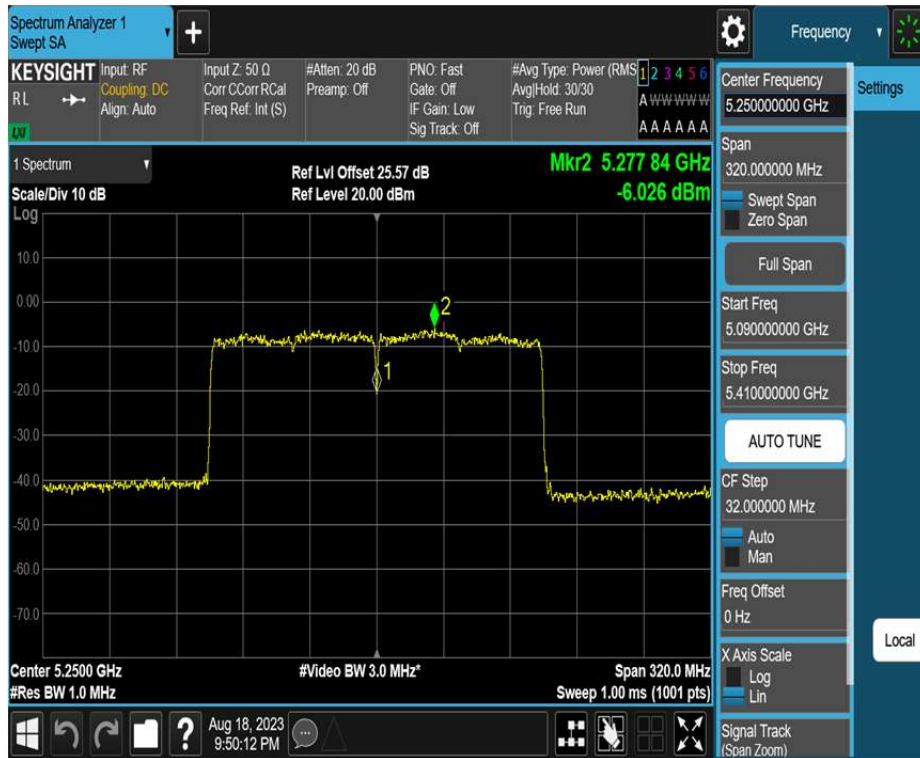 Spectrum Analyzer 1
Swept SA
+
Frequency
KEYSIGHT
RL
LXI
Input: RF
Coupling: DC
Align: Auto
Input Z: 50 Ω
Corr CCorr RCal
Freq Ref: Int (S)
#Atten: 20 dB
Preamp: Off
PNO: Fast
Gate: Off
IF Gain: Low
Sig Track: Off
#Avg Type: Power (RMS
Avg|Hold: 30/30
Trig: Free Run
1 2 3 4 5 6
A W W W W W
A A A A A A
Center Frequency
5.250000000 GHz
Settings
Span
320.000000 MHz
Swept Span
Zero Span
Full Span
Start Freq
5.090000000 GHz
Stop Freq
5.410000000 GHz
AUTO TUNE
CF Step
32.000000 MHz
Auto
Man
Freq Offset
0 Hz
X Axis Scale
Log
Lin
Signal Track
(Span Zoom)
Local
1 Spectrum
Scale/Div 10 dB
Log
Ref Lvl Offset 25.57 dB
Ref Level 20.00 dBm
Mkr2 5.277 84 GHz
-6.026 dBm
10.0
0.00
-10.0
-20.0
-30.0
-40.0
-50.0
-60.0
-70.0
2
1
Center 5.2500 GHz
#Res BW 1.0 MHz
#Video BW 3.0 MHz*
Span 320.0 MHz
Sweep 1.00 ms (1001 pts)
?
Aug 18, 2023
9:50:12 PM